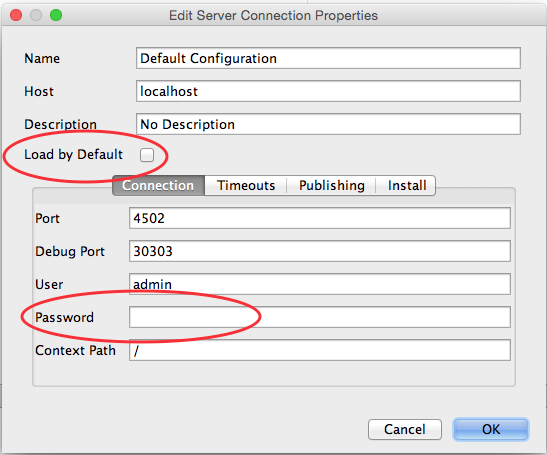 Edit Server Connection Properties
Name Default Configuration
Host localhost
Description No Description
Load by Default
Connection Timeouts Publishing Install
Port 4502
Debug Port 30303
User admin
Password
Context Path /
Cancel OK